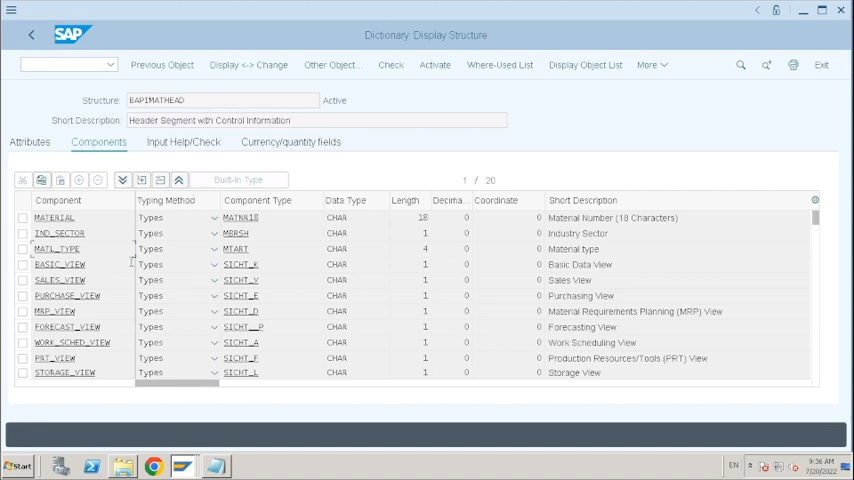 SAP
Dictionary: Display Structure
Previous Object Display <-> Change Other Object... Check Activate Where-Used List Display Object List More Exit
Structure: BAPIMATHEAD Active
Short Description: Header Segment with Control Information
Attributes Components Input Help/Check Currency/quantity fields
Built-In Type 1 / 20
Component Typing Method Component Type Data Type Length Decima... Coordinate Short Description
MATERIAL Types MATNR18 CHAR 18 0 0 Material Number (18 Characters)
IND_SECTOR Types MBRSH CHAR 1 0 0 Industry Sector
MATL_TYPE Types MTART CHAR 4 0 0 Material type
BASIC_VIEW Types SICHT_K CHAR 1 0 0 Basic Data View
SALES_VIEW Types SICHT_V CHAR 1 0 0 Sales View
PURCHASE_VIEW Types SICHT_E CHAR 1 0 0 Purchasing View
MRP_VIEW Types SICHT_D CHAR 1 0 0 Material Requirements Planning (MRP) View
FORECAST_VIEW Types SICHT__P CHAR 1 0 0 Forecasting View
WORK_SCHED_VIEW Types SICHT_A CHAR 1 0 0 Work Scheduling View
PRT_VIEW Types SICHT_F CHAR 1 0 0 Production Resources/Tools (PRT) View
STORAGE_VIEW Types SICHT_L CHAR 1 0 0 Storage View
Start EN 9:36 AM
7/20/2022